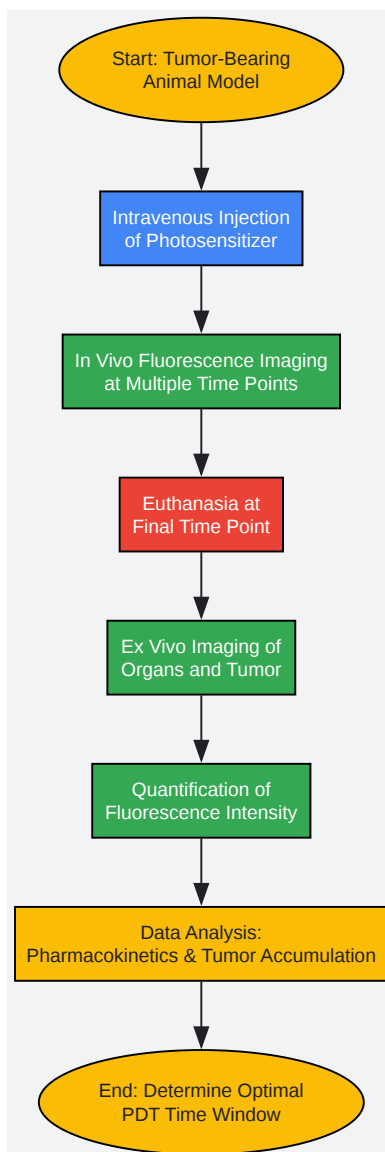 Start: Tumor-Bearing
Animal Model
Intravenous Injection
of Photosensitizer
In Vivo Fluorescence Imaging
at Multiple Time Points
Euthanasia at
Final Time Point
Ex Vivo Imaging of
Organs and Tumor
Quantification of
Fluorescence Intensity
Data Analysis:
Pharmacokinetics & Tumor Accumulation
End: Determine Optimal
PDT Time Window